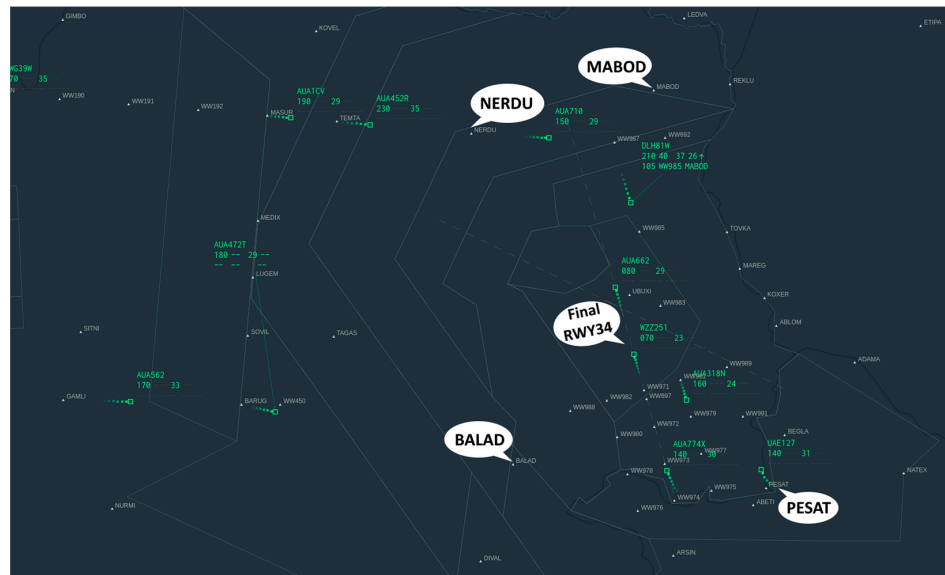 GIMBO
LEDVA
ETIPA
KOVEL
WG39W
70 35
N
WW190
WW191
WW192
MASUR
AUA1CV
190 29
TEMTA
AUA452R
230 35
NERDU
NERDU
MABOD
MABOD
REKLU
AUA710
150 29
WW987
WW892
DLH81W
210 40 37 26↑
105 WW985 MABOD
MEDIX
WW985
TOVKA
AUA472T
180 -- 29 --
-- -- --
LUGEM
AUA662
080 29
MAREG
UBUXI
WW983
KOXER
SITNI
SOVIL
TAGAS
Final
RWY34
WZZ251
070 23
ABLOM
AUA562
170 33
WW989
ADAMA
AUA318N
160 24
GAMLI
BARUG
WW450
WW971
WW697
WW982
WW988
WW979
WW991
WW972
WW980
BEGLA
BALAD
BALAD
AUA774X
140 30
WW977
WW973
UAE127
140 31
WW978
PESAT
PESAT
NATEX
WW975
WW974
ABETI
NURMI
WW976
DIVAL
ARSIN